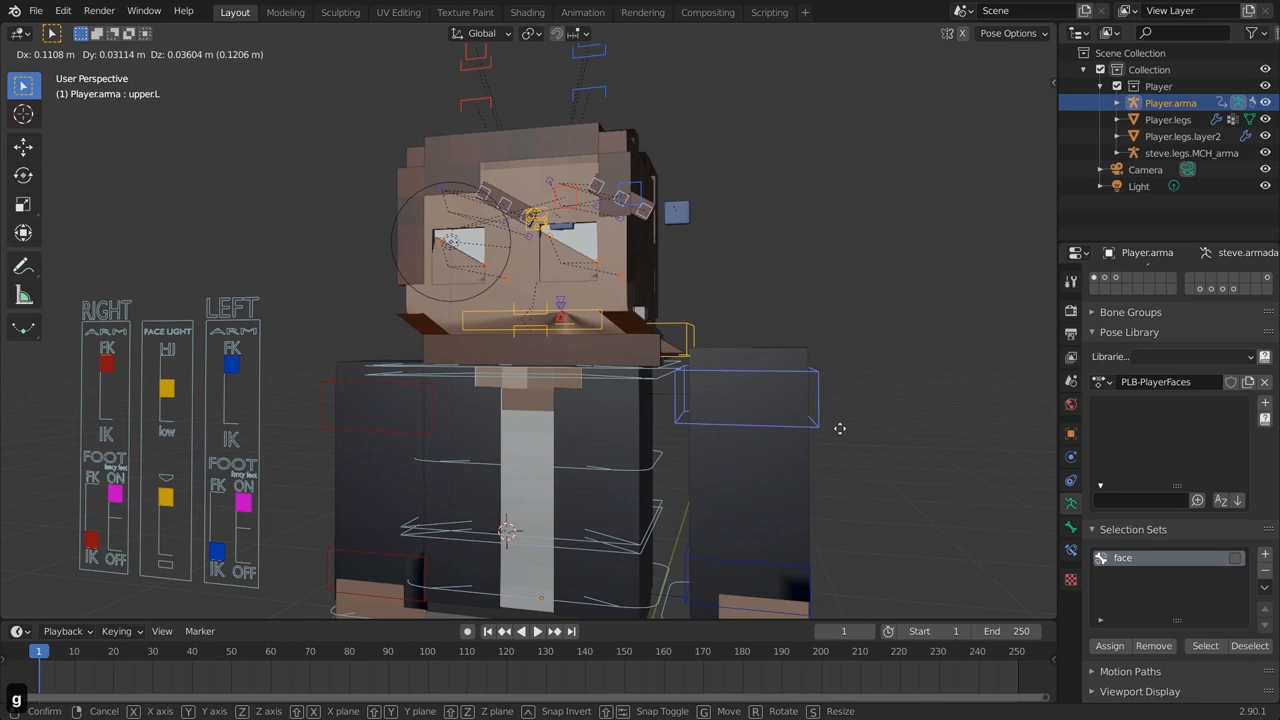 File Edit Render Window Help
Layout Modeling Sculpting UV Editing Texture Paint Shading Animation Rendering Compositing Scripting +
Scene
View Layer
Global
X Pose Options
Dx: 0.1108 m Dy: 0.03114 m Dz: 0.03604 m (0.1206 m)
User Perspective
(1) Player.arma : upper.L
RIGHT
ARM
FK
IK
FOOT
fancy feet
FK ON
IK OFF
FACE LIGHT
HI
low
LEFT
ARM
FK
IK
FOOT
fancy feet
FK ON
IK OFF
Scene Collection
Collection
Player
Player.arma
Player.legs
Player.legs.layer2
steve.legs.MCH_arma
Camera
Light
Player.arma
steve.armada
Bone Groups
Pose Library
Librarie...
PLB-PlayerFaces
Selection Sets
face
Assign Remove Select Deselect
Motion Paths
Viewport Display
Playback Keying View Marker
1 Start 1 End 250
1 10 20 30 40 50 60 70 80 90 100 110 120 130 140 150 160 170 180 190 200 210 220 230 240 250
g
Confirm Cancel X X axis Y Y axis Z Z axis X X plane Y Y plane Z Z plane Snap Invert Snap Toggle G Move R Rotate S Resize
2.90.1